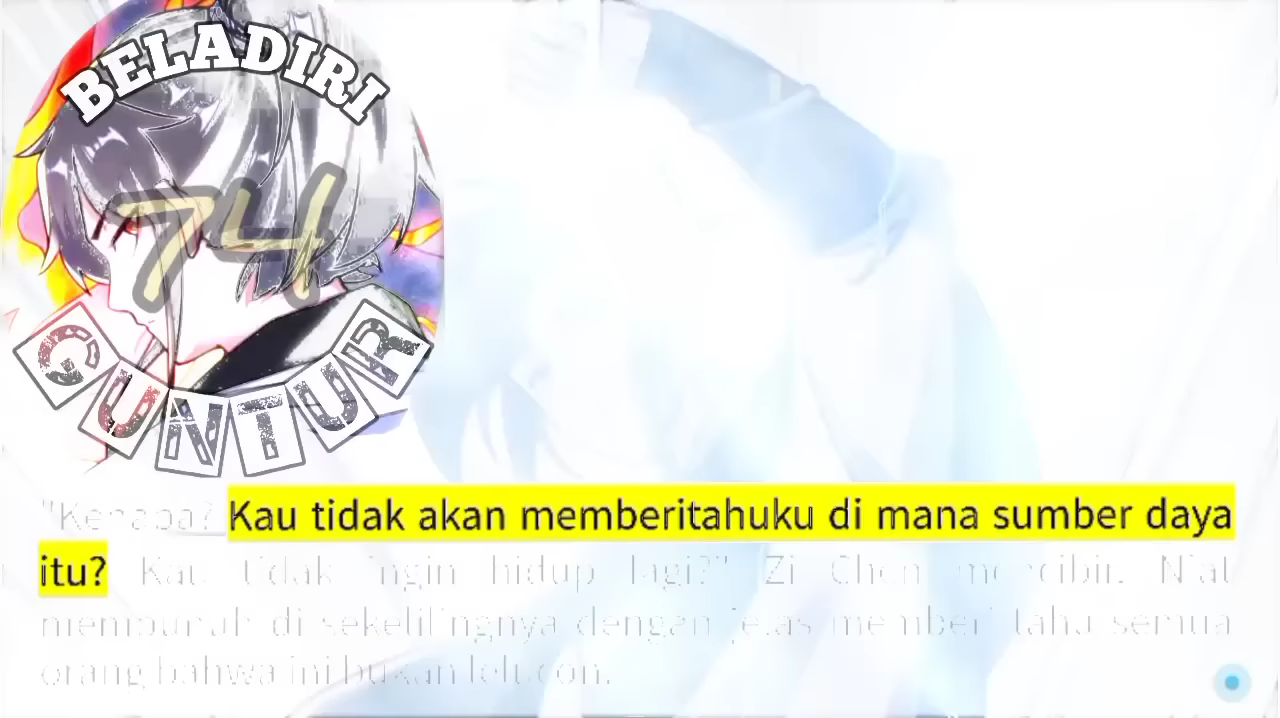 BELADIRI
74
GUNTUR
"Kenapa? Kau tidak akan memberitahuku di mana sumber daya
itu? Kau tidak ingin hidup lagi?" Zi Chen mencibir. Niat
membunuh di sekelilingnya dengan jelas memberi tahu semua
orang bahwa ini bukan lelucon.